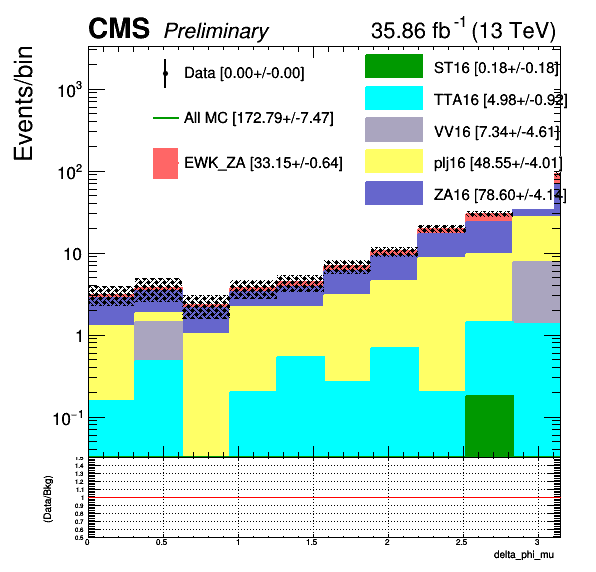 CMS Preliminary 35.86 fb⁻¹ (13 TeV)
Events/bin
Data [0.00+/-0.00]
All MC [172.79+/-7.47]
EWK_ZA [33.15+/-0.64]
ST16 [0.18+/-0.18]
TTA16 [4.98+/-0.92]
VV16 [7.34+/-4.61]
plj16 [48.55+/-4.01]
ZA16 [78.60+/-4.14]
10³
10²
10
1
10⁻¹
(Data/Bkg)
1.5
1.4
1.3
1.2
1.1
1
0.9
0.8
0.7
0.6
0.5
0 0.5 1 1.5 2 2.5 3
delta_phi_mu